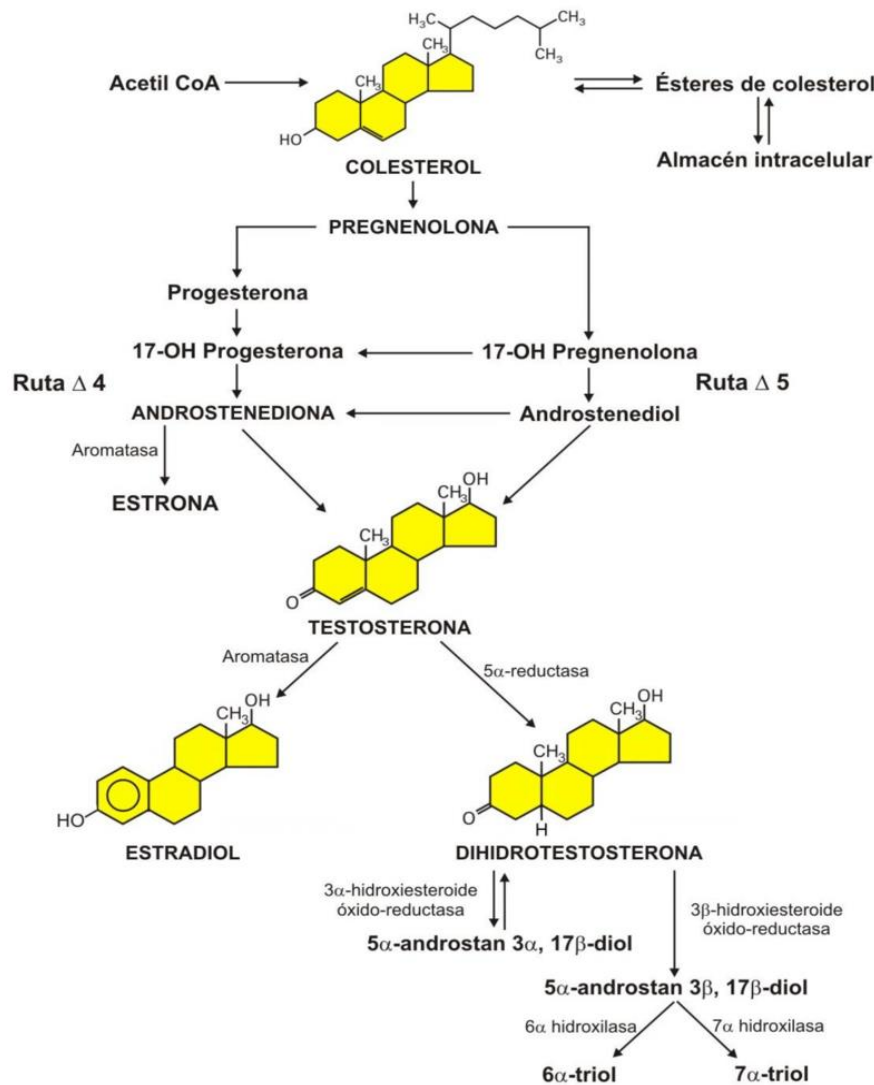 H₃C
CH₃
CH₃
CH₃
CH₃
HO
Acetil CoA
Ésteres de colesterol
Almacén intracelular
COLESTEROL
PREGNENOLONA
Progesterona
17-OH Progesterona
17-OH Pregnenolona
Ruta Δ 4
Ruta Δ 5
ANDROSTENEDIONA
Androstenediol
Aromatasa
ESTRONA
OH
CH₃
CH₃
O
TESTOSTERONA
Aromatasa
5α-reductasa
OH
CH₃
HO
ESTRADIOL
OH
CH₃
CH₃
O
H
DIHIDROTESTOSTERONA
3α-hidroxiesteroide
óxido-reductasa
3β-hidroxiesteroide
óxido-reductasa
5α-androstan 3α, 17β-diol
5α-androstan 3β, 17β-diol
6α hidroxilasa
7α hidroxilasa
6α-triol
7α-triol